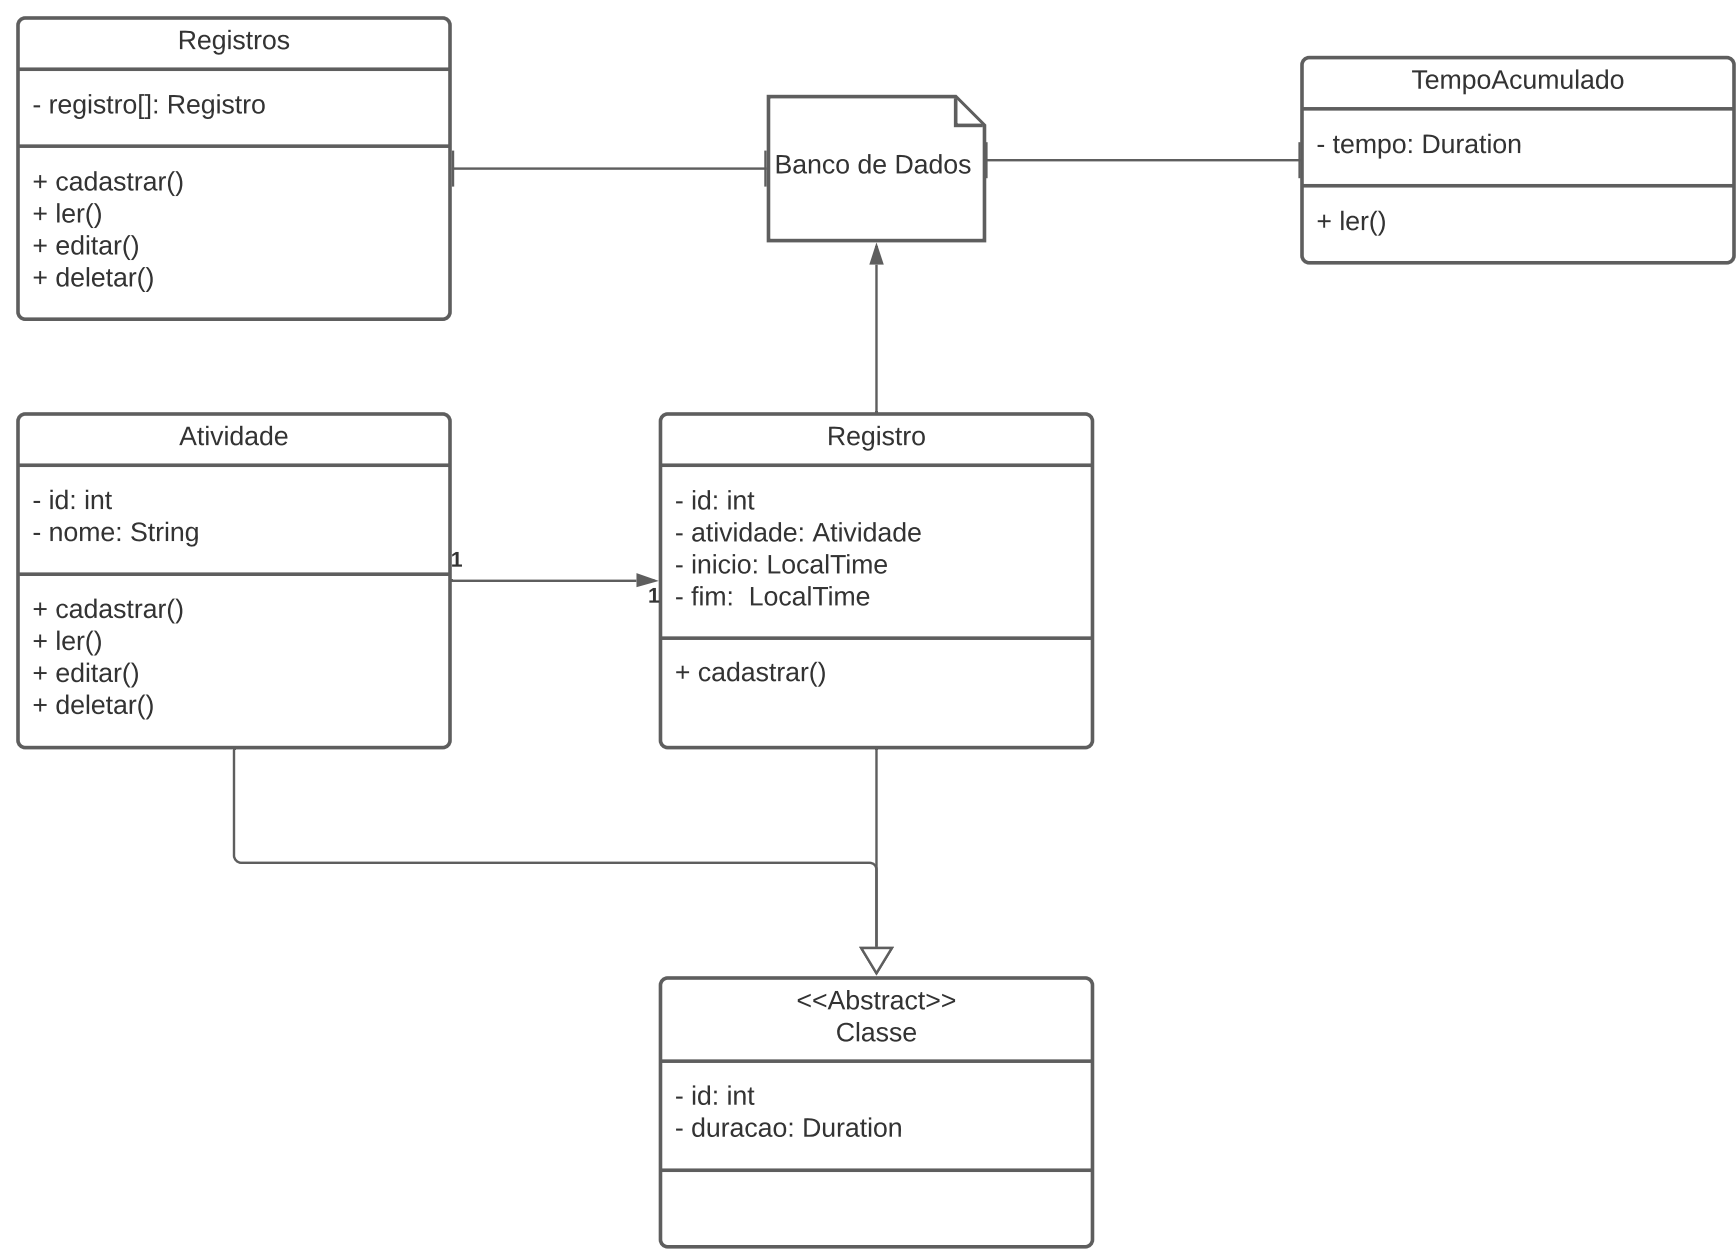 Registros
- registro[]: Registro
+ cadastrar()
+ ler()
+ editar()
+ deletar()
Banco de Dados
TempoAcumulado
- tempo: Duration
+ ler()
Atividade
- id: int
- nome: String
+ cadastrar()
+ ler()
+ editar()
+ deletar()
1
1
Registro
- id: int
- atividade: Atividade
- inicio: LocalTime
- fim:  LocalTime
+ cadastrar()
<<Abstract>>
Classe
- id: int
- duracao: Duration